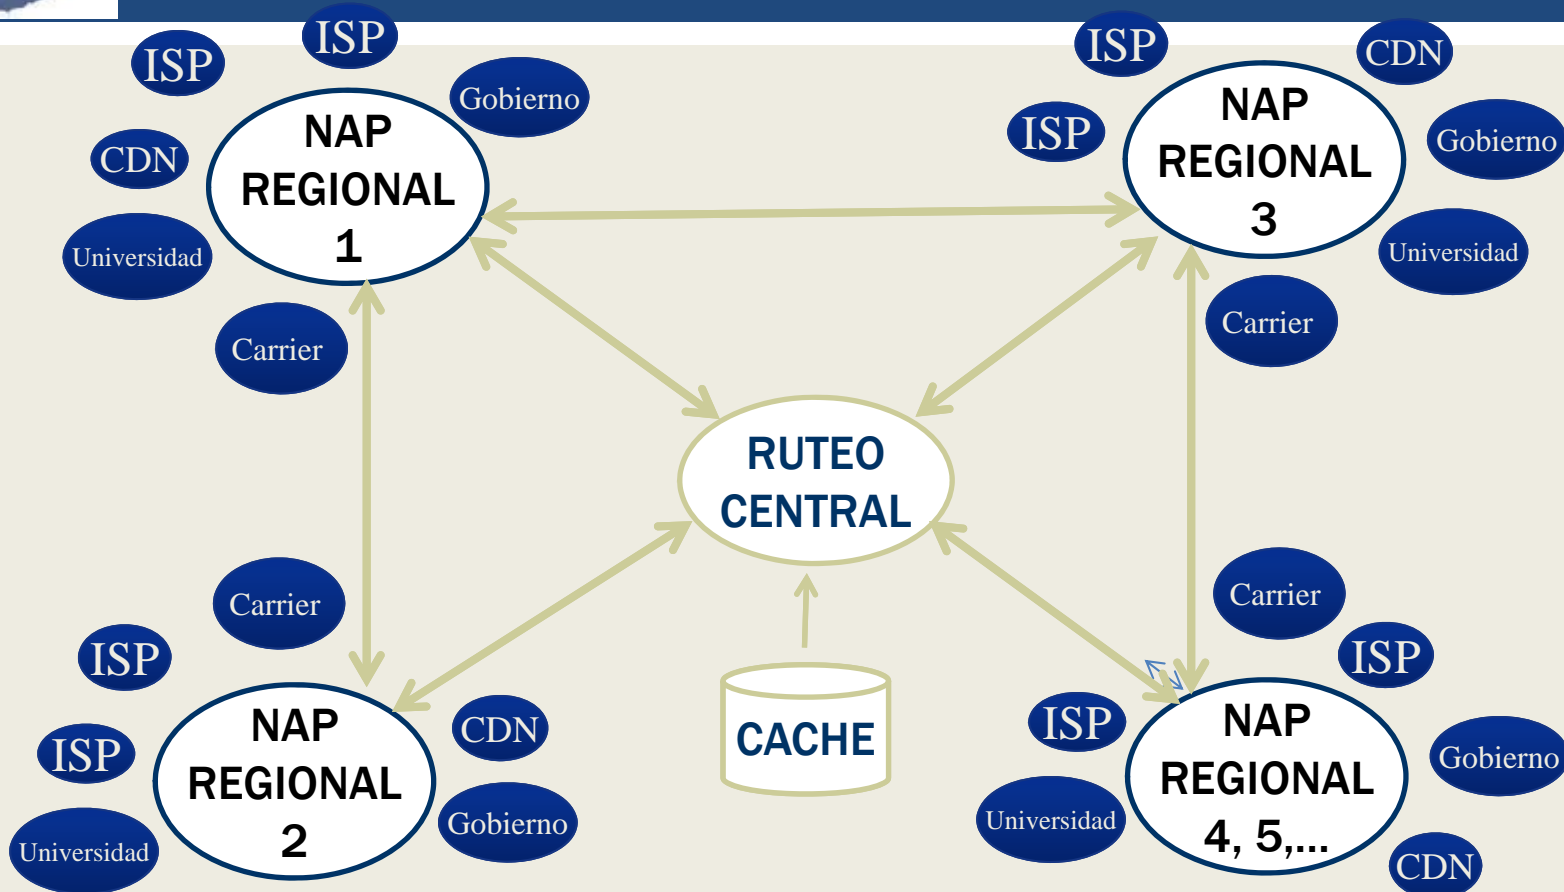 ISP
ISP
Gobierno
CDN
NAP
REGIONAL
1
Universidad
Carrier
ISP
CDN
ISP
NAP
REGIONAL
3
Gobierno
Universidad
Carrier
RUTEO
CENTRAL
CACHE
Carrier
ISP
ISP
NAP
REGIONAL
2
CDN
Gobierno
Universidad
Carrier
ISP
ISP
NAP
REGIONAL
4, 5,...
Gobierno
Universidad
CDN